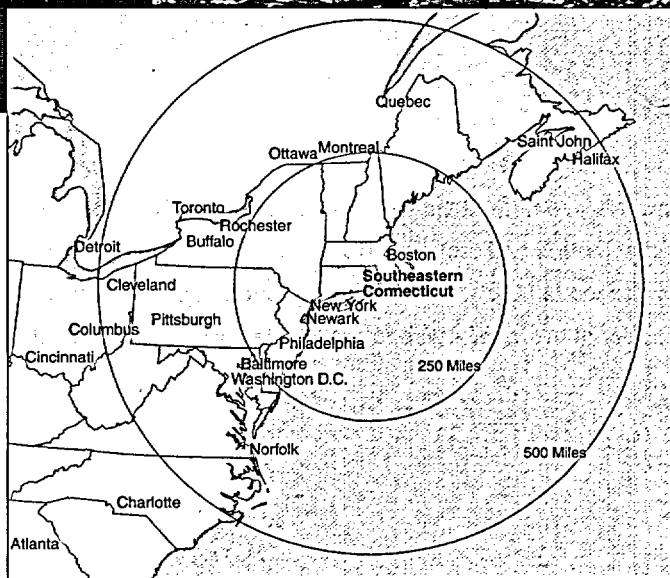 Quebec
Saint John
Halifax
Ottawa Montreal
Toronto
Rochester
Buffalo
Detroit
Boston
Cleveland
Southeastern
Connecticut
New York
Newark
Columbus
Pittsburgh
Philadelphia
Cincinnati
Baltimore
Washington D.C.
250 Miles
Norfolk
500 Miles
Charlotte
Atlanta